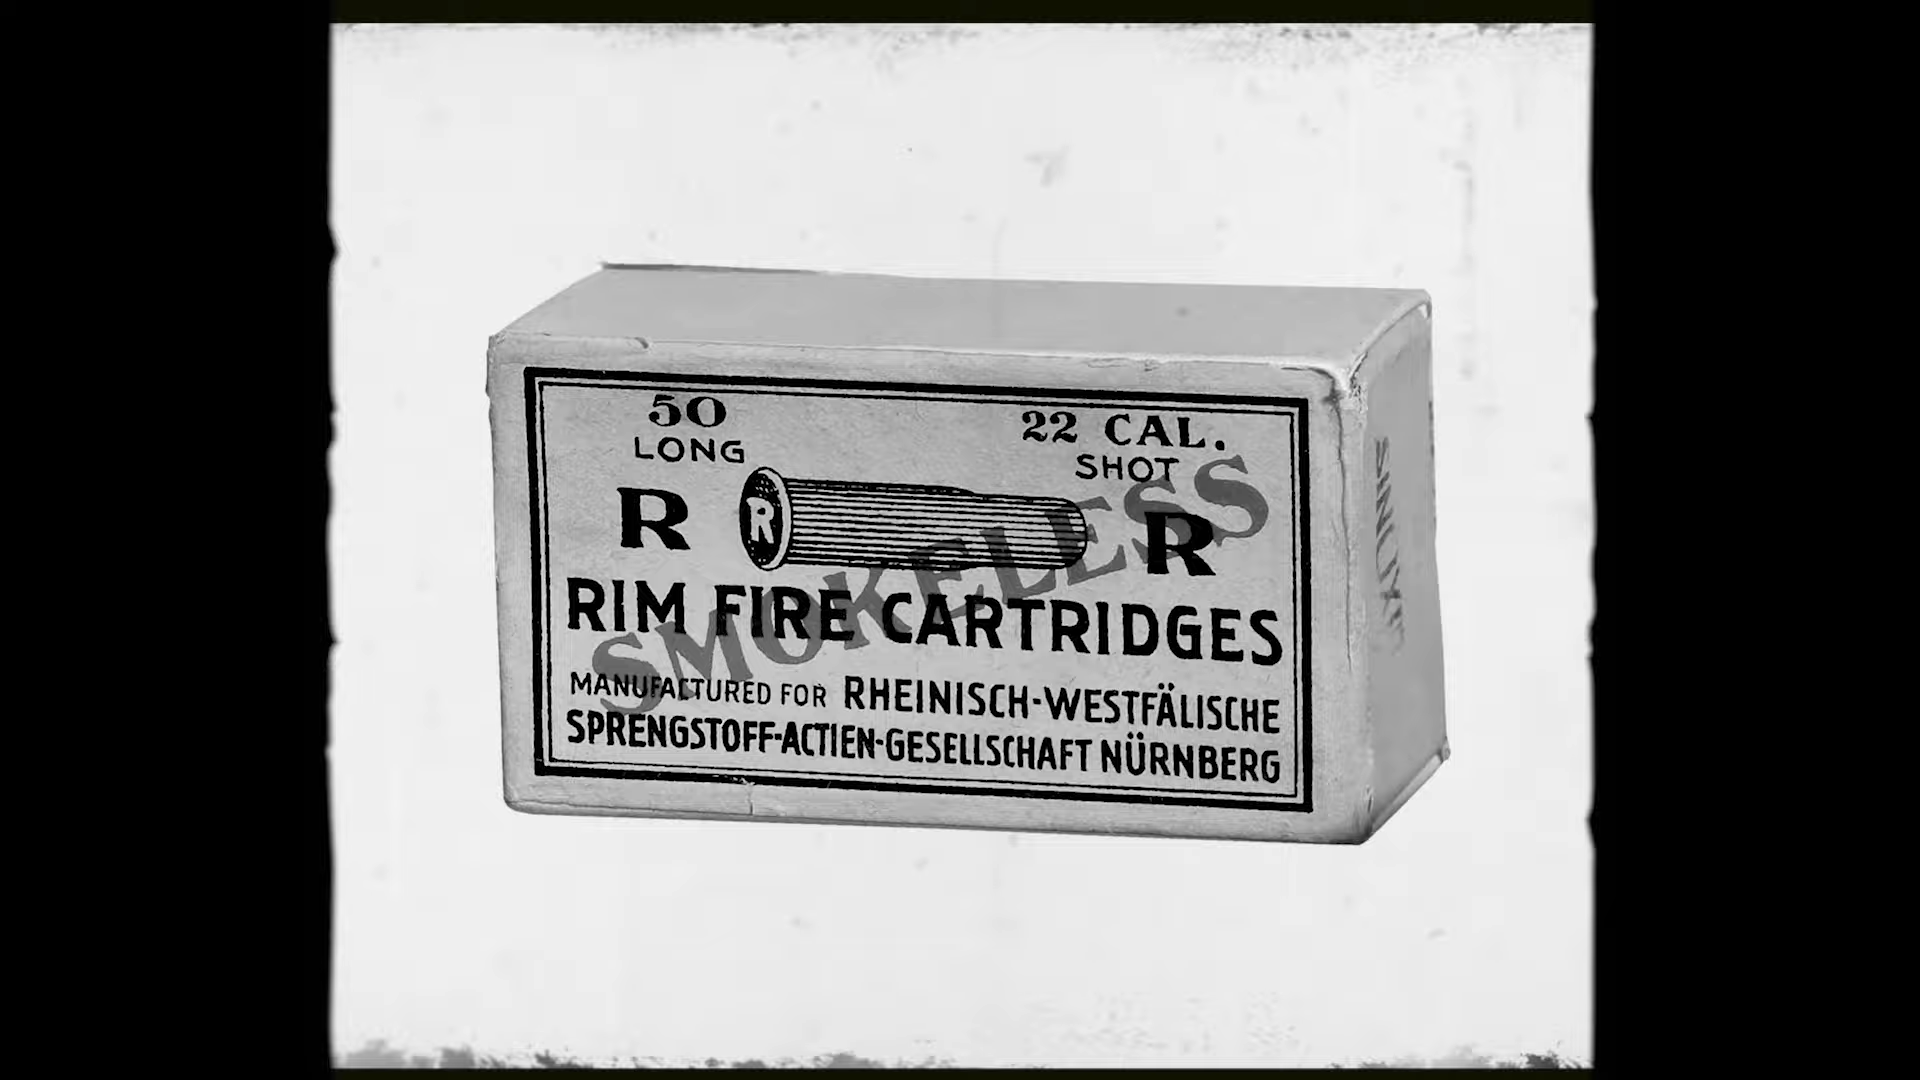 50
LONG
22 CAL.
SHOT
R
R
R
SMOKELESS
RIM FIRE CARTRIDGES
MANUFACTURED FOR RHEINISCH-WESTFÄLISCHE
SPRENGSTOFF-ACTIEN-GESELLSCHAFT NÜRNBERG